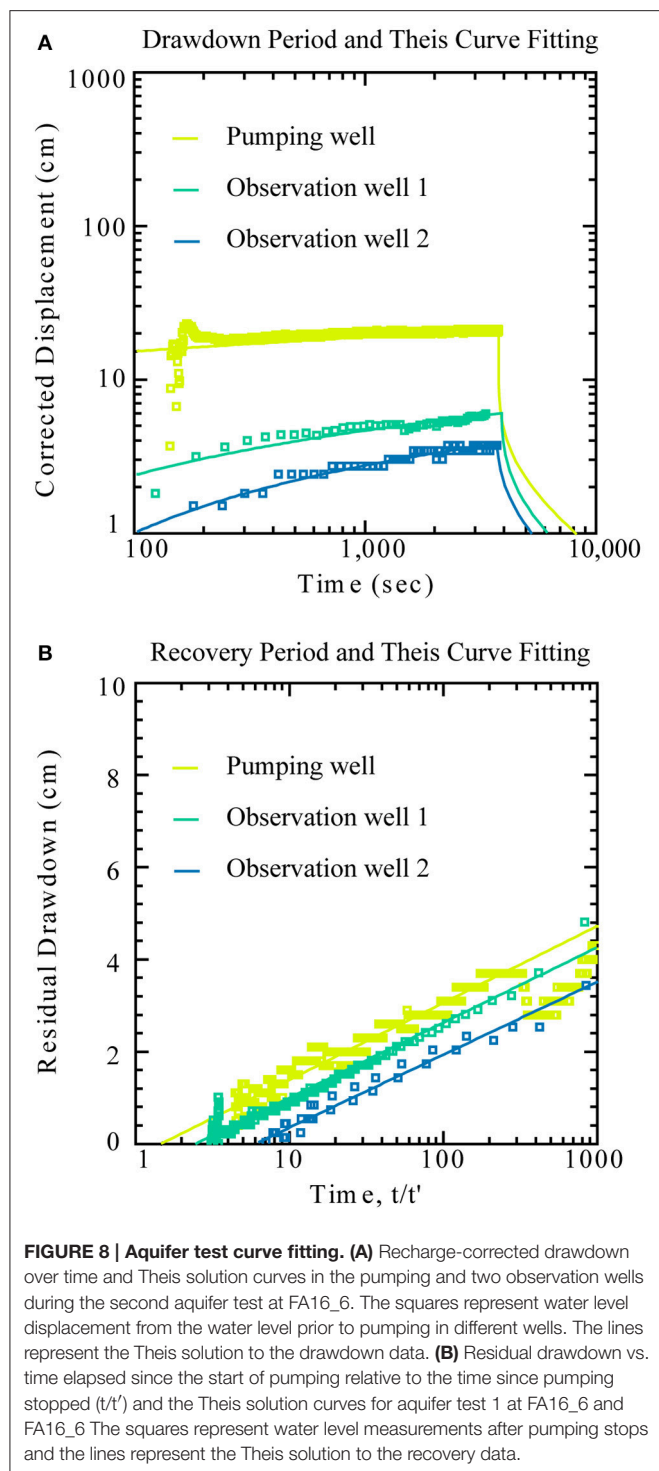 A
Drawdown Period and Theis Curve Fitting
1000
100
10
1
Corrected Displacement (cm)
Pumping well
Observation well 1
Observation well 2
100
1,000
10,000
Time (sec)
B
Recovery Period and Theis Curve Fitting
10
8
6
4
2
0
Residual Drawdown (cm)
Pumping well
Observation well 1
Observation well 2
1
10
100
1000
Time, t/t'
FIGURE 8 | Aquifer test curve fitting. (A) Recharge-corrected drawdown
over time and Theis solution curves in the pumping and two observation wells
during the second aquifer test at FA16_6. The squares represent water level
displacement from the water level prior to pumping in different wells. The lines
represent the Theis solution to the drawdown data. (B) Residual drawdown vs.
time elapsed since the start of pumping relative to the time since pumping
stopped (t/t′) and the Theis solution curves for aquifer test 1 at FA16_6 and
FA16_6 The squares represent water level measurements after pumping stops
and the lines represent the Theis solution to the recovery data.